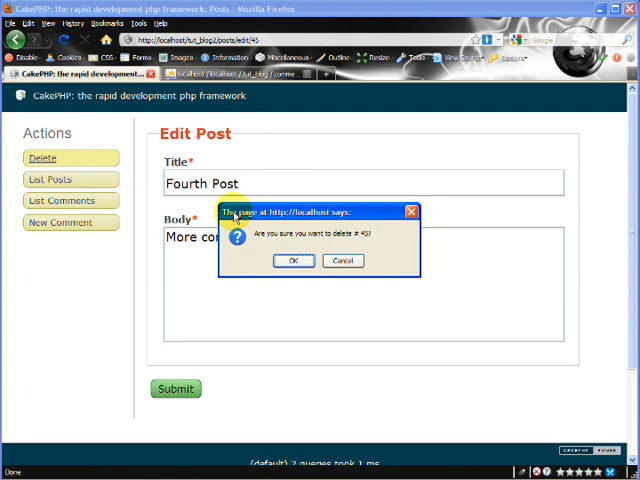 CakePHP: the rapid development php framework: Posts - Mozilla Firefox
File Edit View History Bookmarks Tools Help
http://localhost/tut_blog2/posts/edit/45
Google
Disable Cookies CSS Forms Images Information Miscellaneous Outline Resize Tools View Source Options
CakePHP: the rapid development...
localhost / localhost / tut_blog / comme...
CakePHP: the rapid development php framework
Actions
Delete
List Posts
List Comments
New Comment
Edit Post
Title*
Fourth Post
Body*
More con
The page at http://localhost says:
Are you sure you want to delete # 45?
OK Cancel
Submit
CAKEPHP POWER
(default) 2 queries took 1 ms
Done